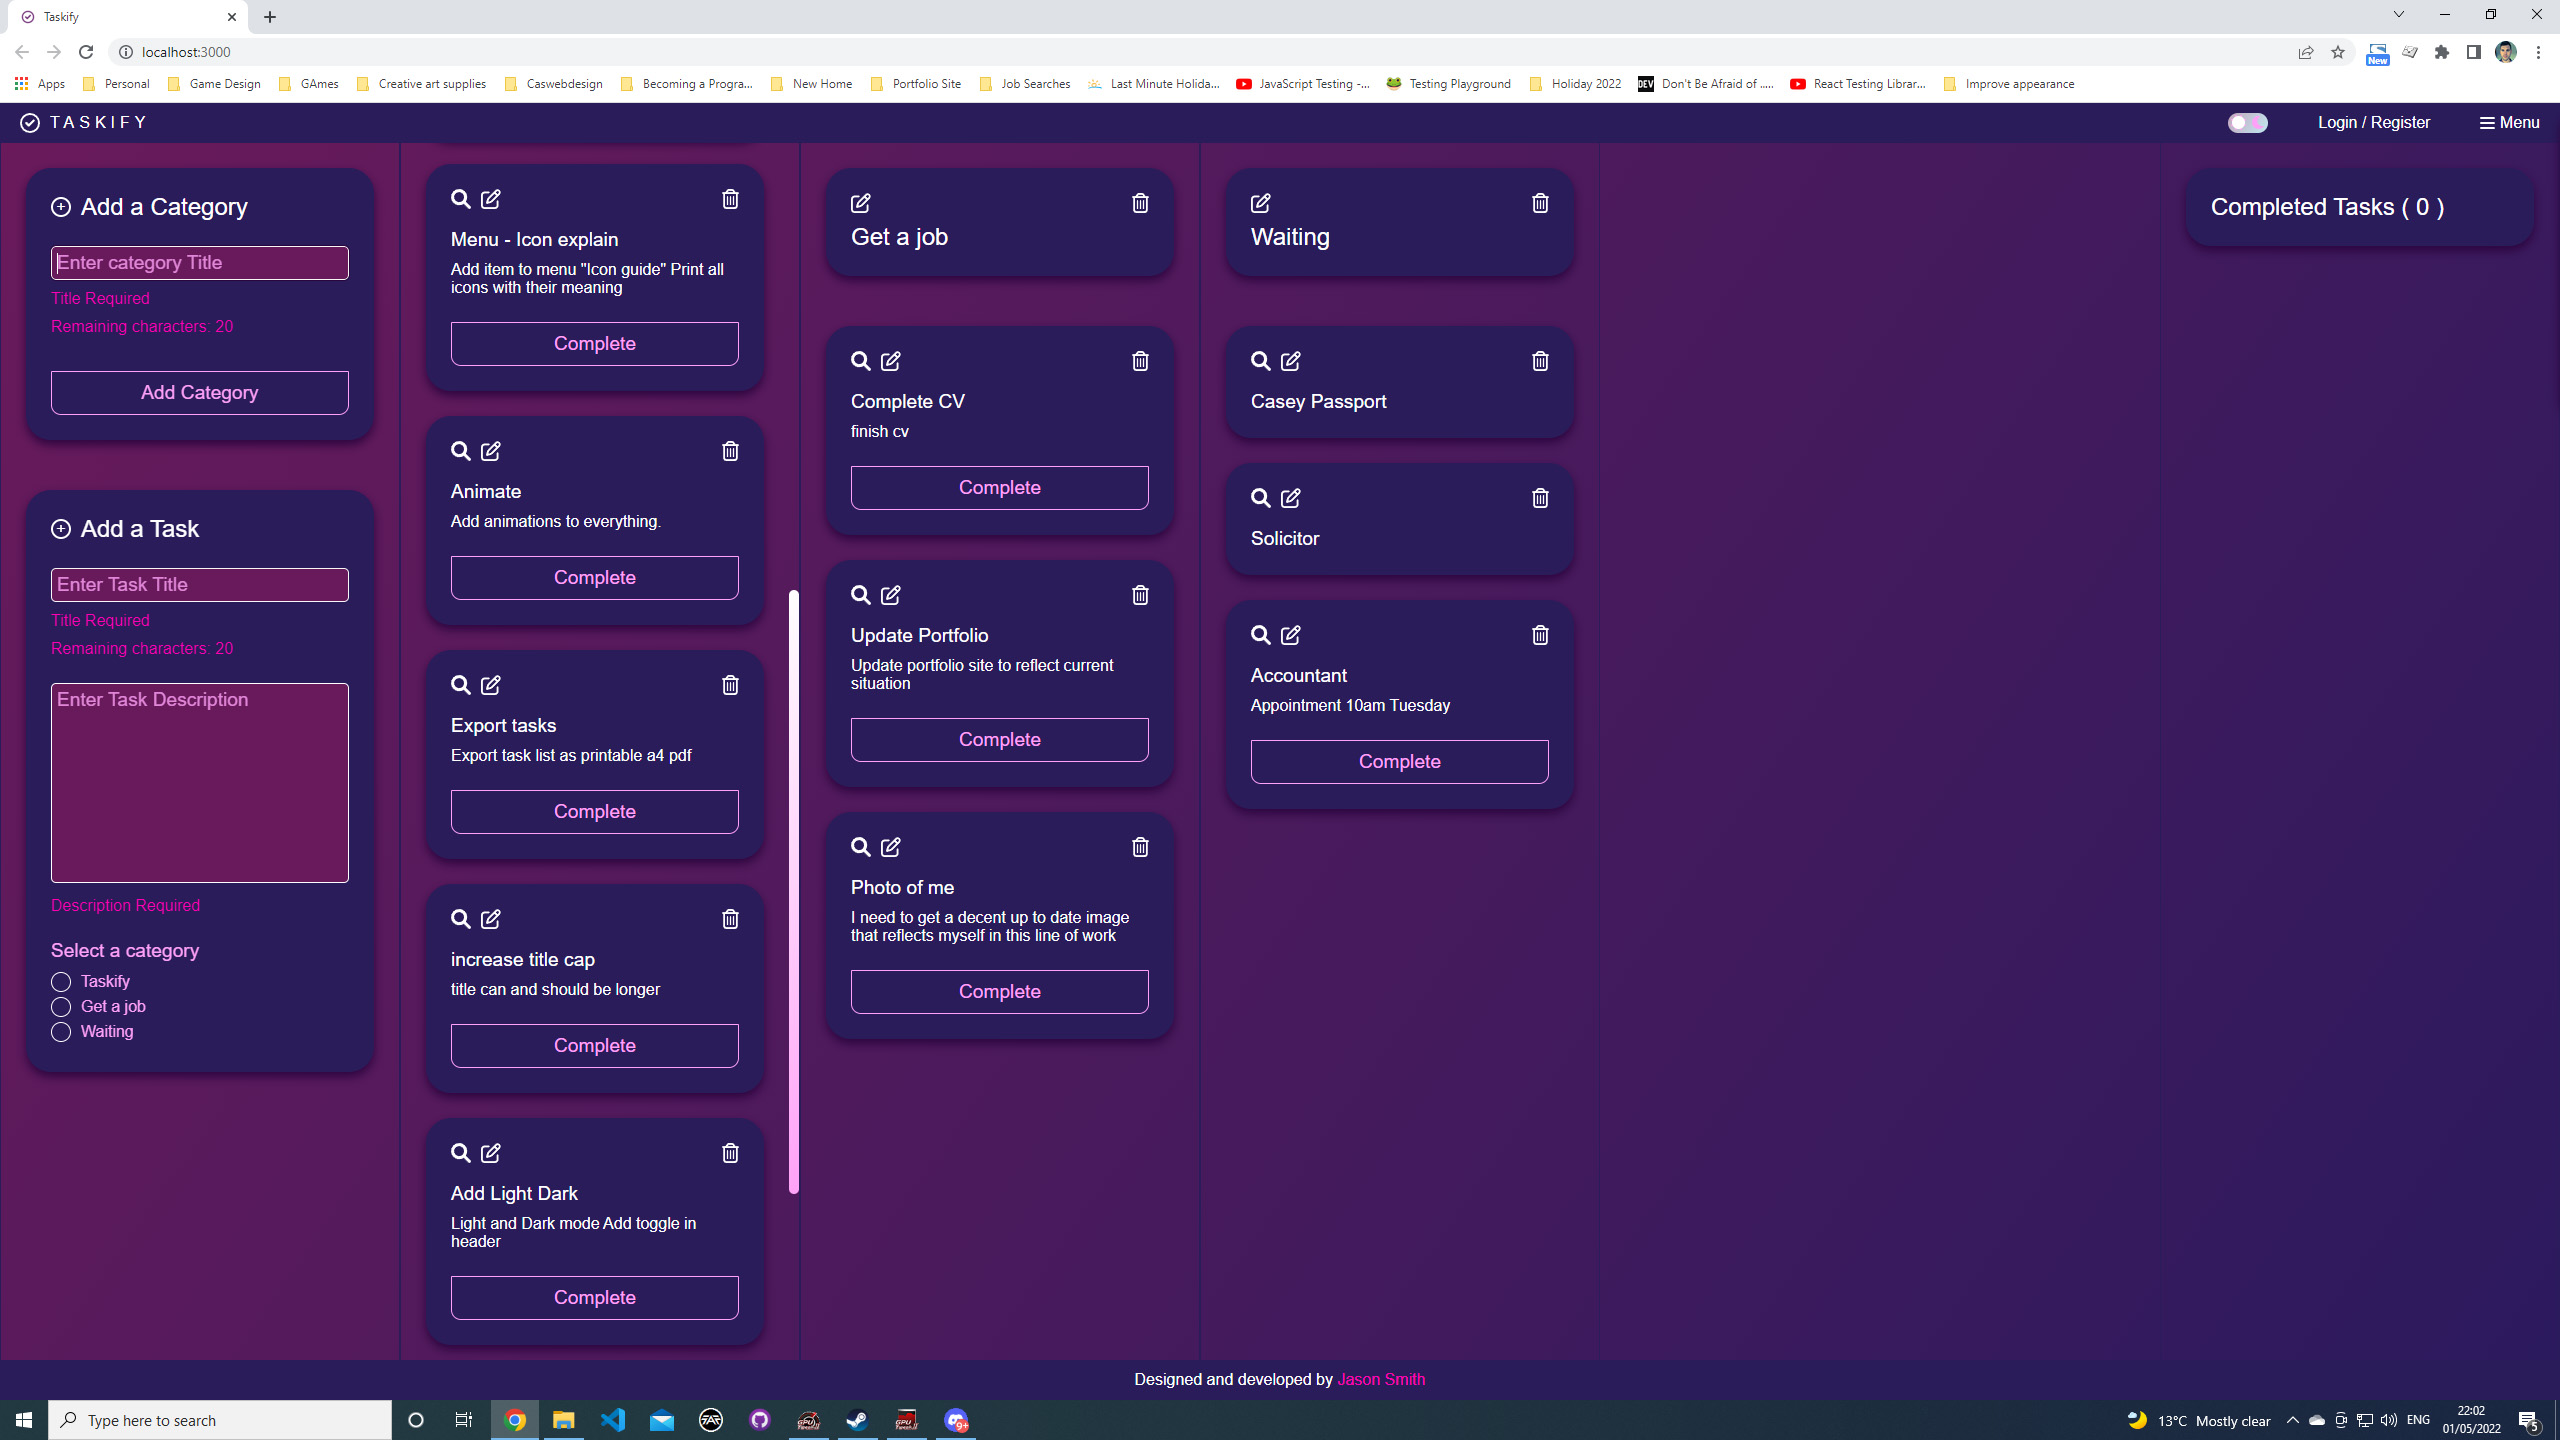 Taskify
localhost:3000
New
Apps
Personal
Game Design
GAmes
Creative art supplies
Caswebdesign
Becoming a Progra...
New Home
Portfolio Site
Job Searches
Last Minute Holida...
JavaScript Testing -...
Testing Playground
Holiday 2022
DEV
Don't Be Afraid of .....
React Testing Librar...
Improve appearance
TASKIFY
Login / Register
Menu
Add a Category
Enter category Title
Title Required
Remaining characters: 20
Add Category
Add a Task
Enter Task Title
Title Required
Remaining characters: 20
Enter Task Description
Description Required
Select a category
Taskify
Get a job
Waiting
Menu - Icon explain
Add item to menu "Icon guide" Print all
icons with their meaning
Complete
Animate
Add animations to everything.
Complete
Export tasks
Export task list as printable a4 pdf
Complete
increase title cap
title can and should be longer
Complete
Add Light Dark
Light and Dark mode Add toggle in
header
Complete
Get a job
Complete CV
finish cv
Complete
Update Portfolio
Update portfolio site to reflect current
situation
Complete
Photo of me
I need to get a decent up to date image
that reflects myself in this line of work
Complete
Waiting
Casey Passport
Solicitor
Accountant
Appointment 10am Tuesday
Complete
Completed Tasks ( 0 )
Designed and developed by Jason Smith
Type here to search
GPU
GPU
9+
13°C Mostly clear
ENG
22:02
01/05/2022
5